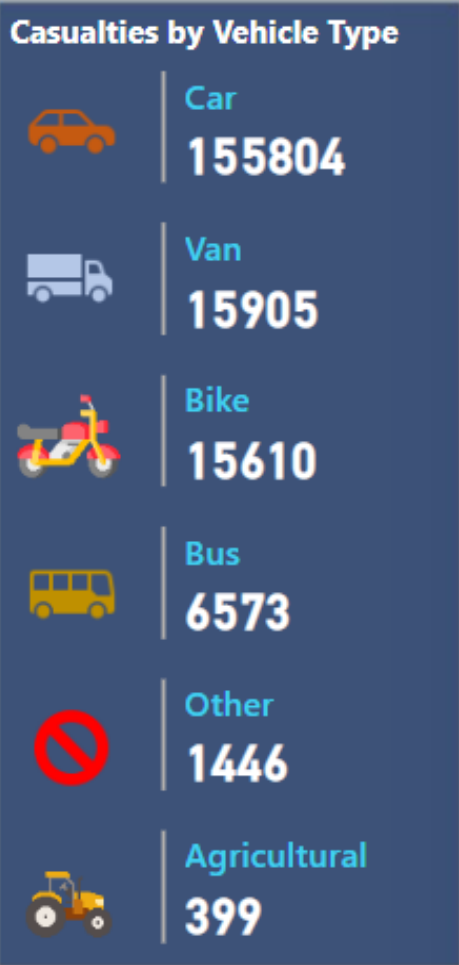 Casualties by Vehicle Type
Car
155804
Van
15905
Bike
15610
Bus
6573
Other
1446
Agricultural
399